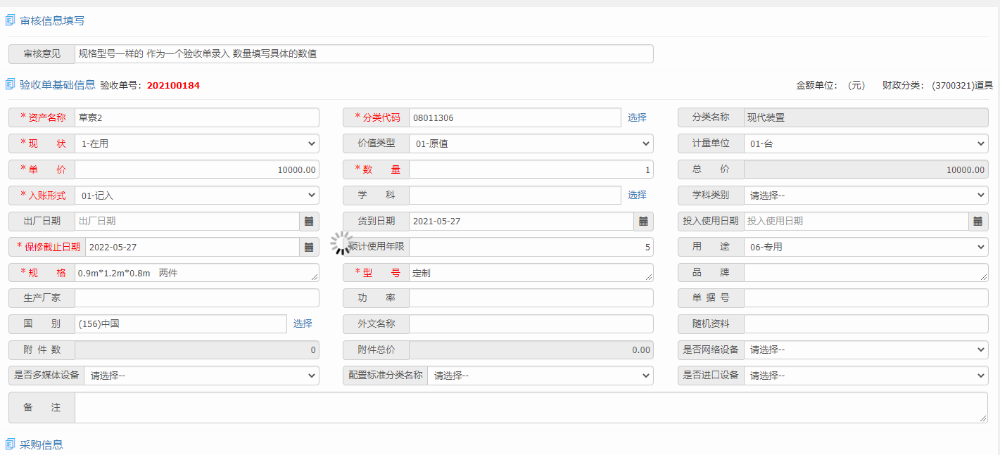 审核信息填写
审核意见 规格型号一样的 作为一个验收单录入 数量填写具体的数值
验收单基础信息 验收单号：202100184 金额单位：（元） 财政分类：(3700321)道具
* 资产名称 草寮2 * 分类代码 08011306 选择 分类名称 现代装置
* 现 状 1-在用 价值类型 01-原值 计量单位 01-台
* 单 价 10000.00 * 数 量 1 总 价 10000.00
* 入账形式 01-记入 学 科 选择 学科类别 请选择--
出厂日期 出厂日期 货到日期 2021-05-27 投入使用日期 投入使用日期
* 保修截止日期 2022-05-27 预计使用年限 5 用 途 06-专用
* 规 格 0.9m*1.2m*0.8m 两件 * 型 号 定制 品 牌
生产厂家 功 率 单 据 号
国 别 (156)中国 选择 外文名称 随机资料
附 件 数 0 附件总价 0.00 是否网络设备 请选择--
是否多媒体设备 请选择-- 配置标准分类名称 请选择-- 是否进口设备 请选择--
备 注
采购信息